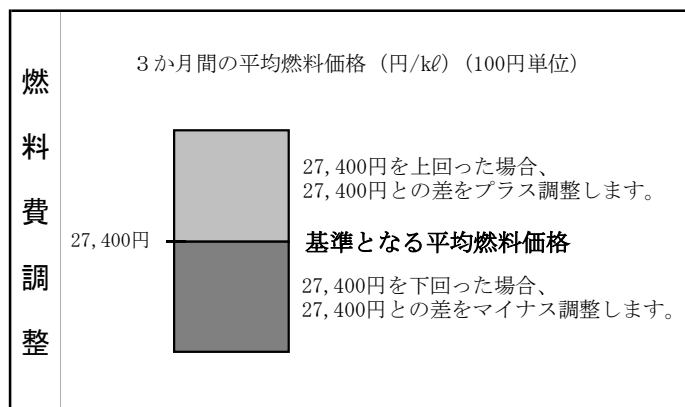 燃料費調整
３か月間の平均燃料価格（円/kℓ）（100円単位）
27,400円を上回った場合、
27,400円との差をプラス調整します。
27,400円
基準となる平均燃料価格
27,400円を下回った場合、
27,400円との差をマイナス調整します。